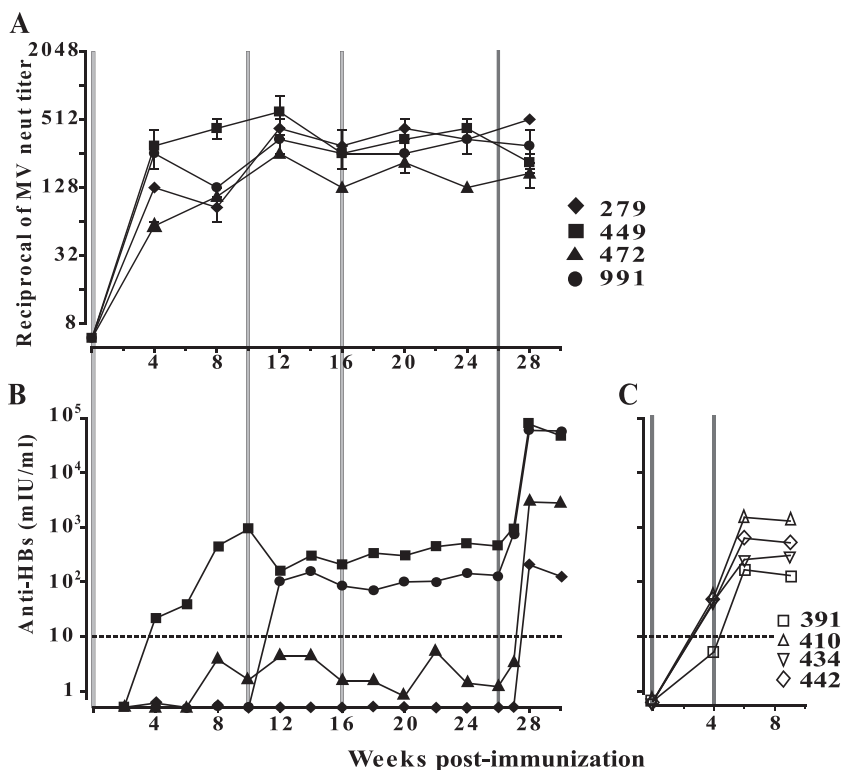 A
Reciprocal of MV neut titer
2048
512
128
32
8
4 8 12 16 20 24 28
279
449
472
991
B
Anti-HBs (mIU/ml)
10^5
10^4
10^3
10^2
10
1
4 8 12 16 20 24 28
C
391
410
434
442
4 8
Weeks post-immunization